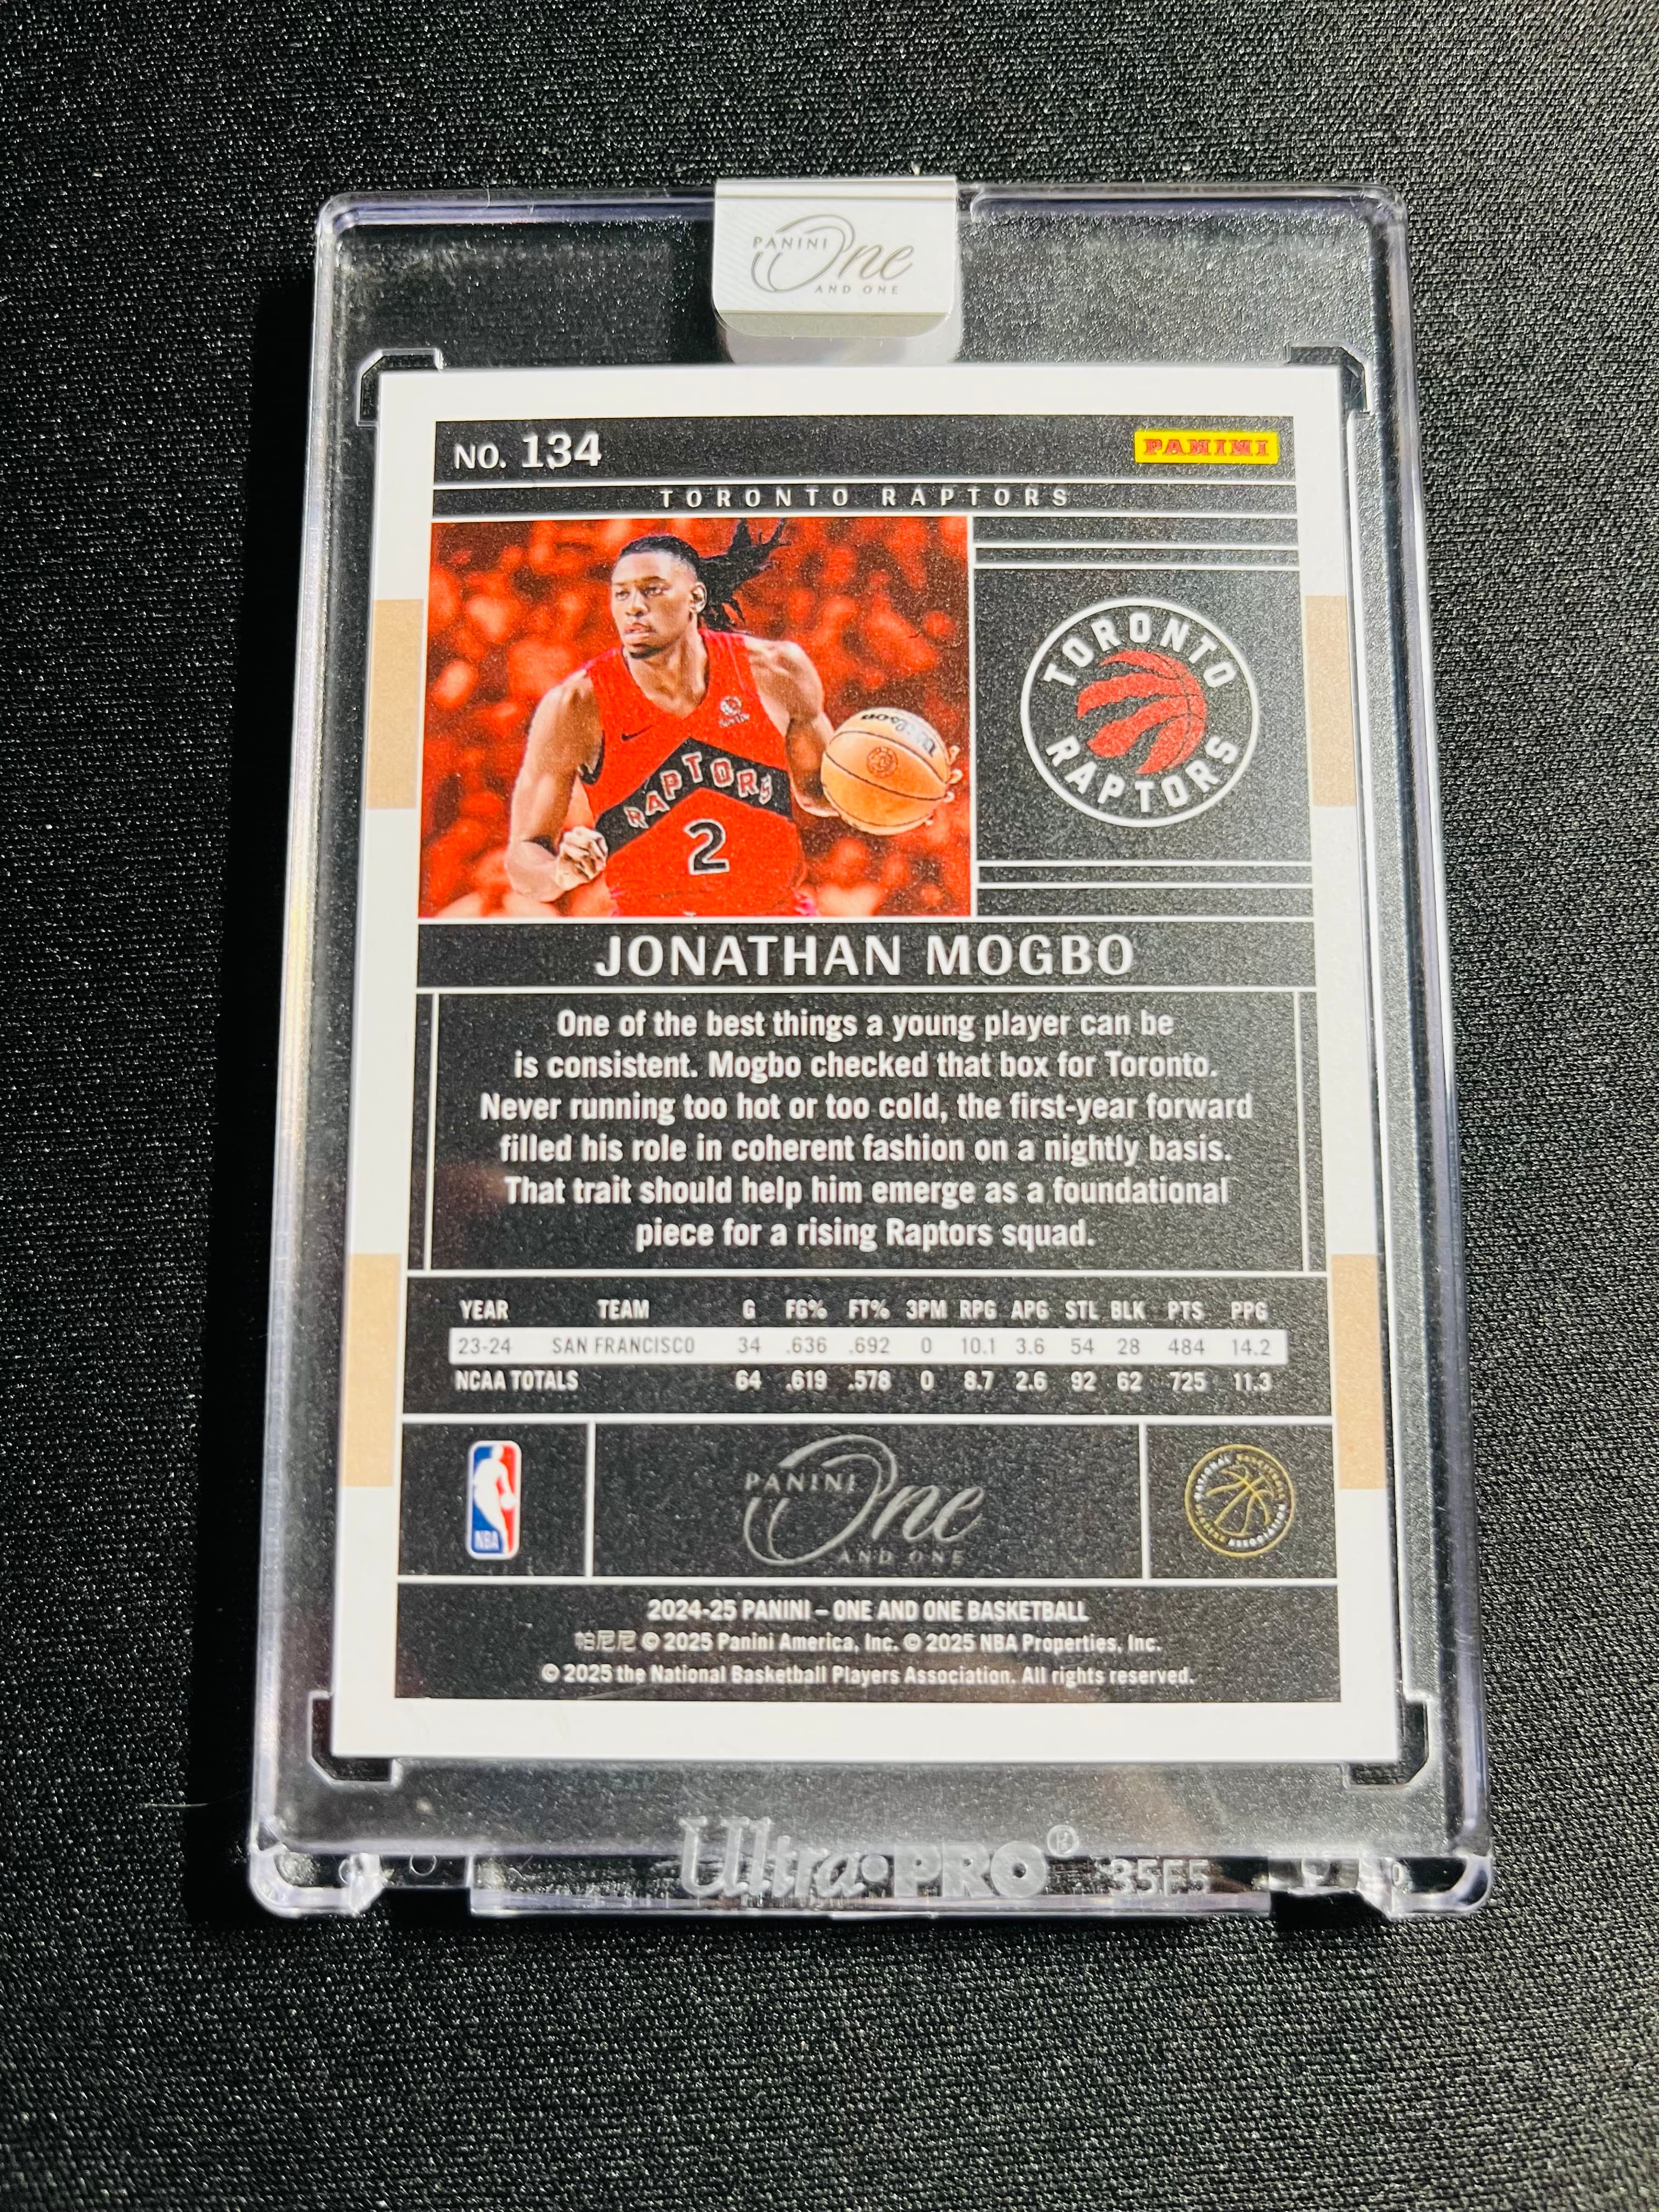 PANINI One
AND ONE
NO. 134
PANINI
TORONTO RAPTORS
Wilson
RAPTORS
2
TORONTO
RAPTORS
JONATHAN MOGBO
One of the best things a young player can be
is consistent. Mogbo checked that box for Toronto.
Never running too hot or too cold, the first-year forward
filled his role in coherent fashion on a nightly basis.
That trait should help him emerge as a foundational
piece for a rising Raptors squad.
YEAR TEAM G FG% FT% 3PM RPG APG STL BLK PTS PPG
23-24 SAN FRANCISCO 34 .636 .692 0 10.1 3.6 54 28 484 14.2
NCAA TOTALS 64 .619 .578 0 8.7 2.6 92 62 725 11.3
NBA
PANINI One
AND ONE
NATIONAL BASKETBALL PLAYERS ASSOCIATION
2024-25 PANINI – ONE AND ONE BASKETBALL
帕尼尼 © 2025 Panini America, Inc. © 2025 NBA Properties, Inc.
© 2025 the National Basketball Players Association. All rights reserved.
Ultra•PRO® 35F5